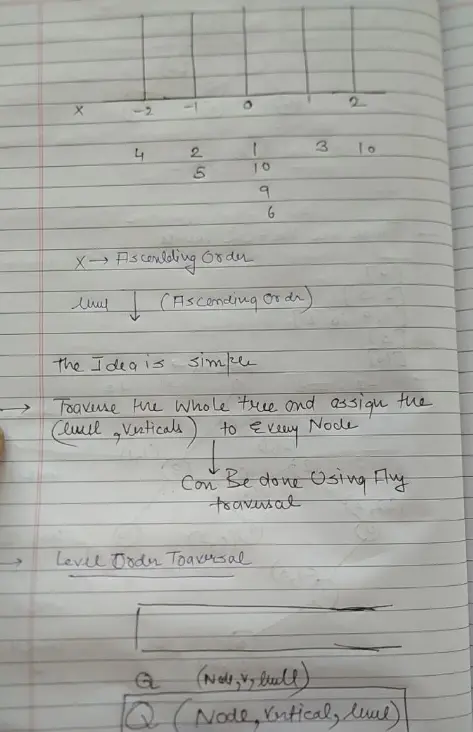 X -2 -1 0 1 2
4 2 1 3 10
5 10
9
6
X → Ascending Order
level ↓ (Ascending Ordr)
The Idea is simple
→ Traverse the whole tree and assign the
(level, verticals) to Every Node
↓
Can Be done Using Any
traversal
→ Level Order Traversal
Q (Node, v, level)
Q (Node, Vertical, level)